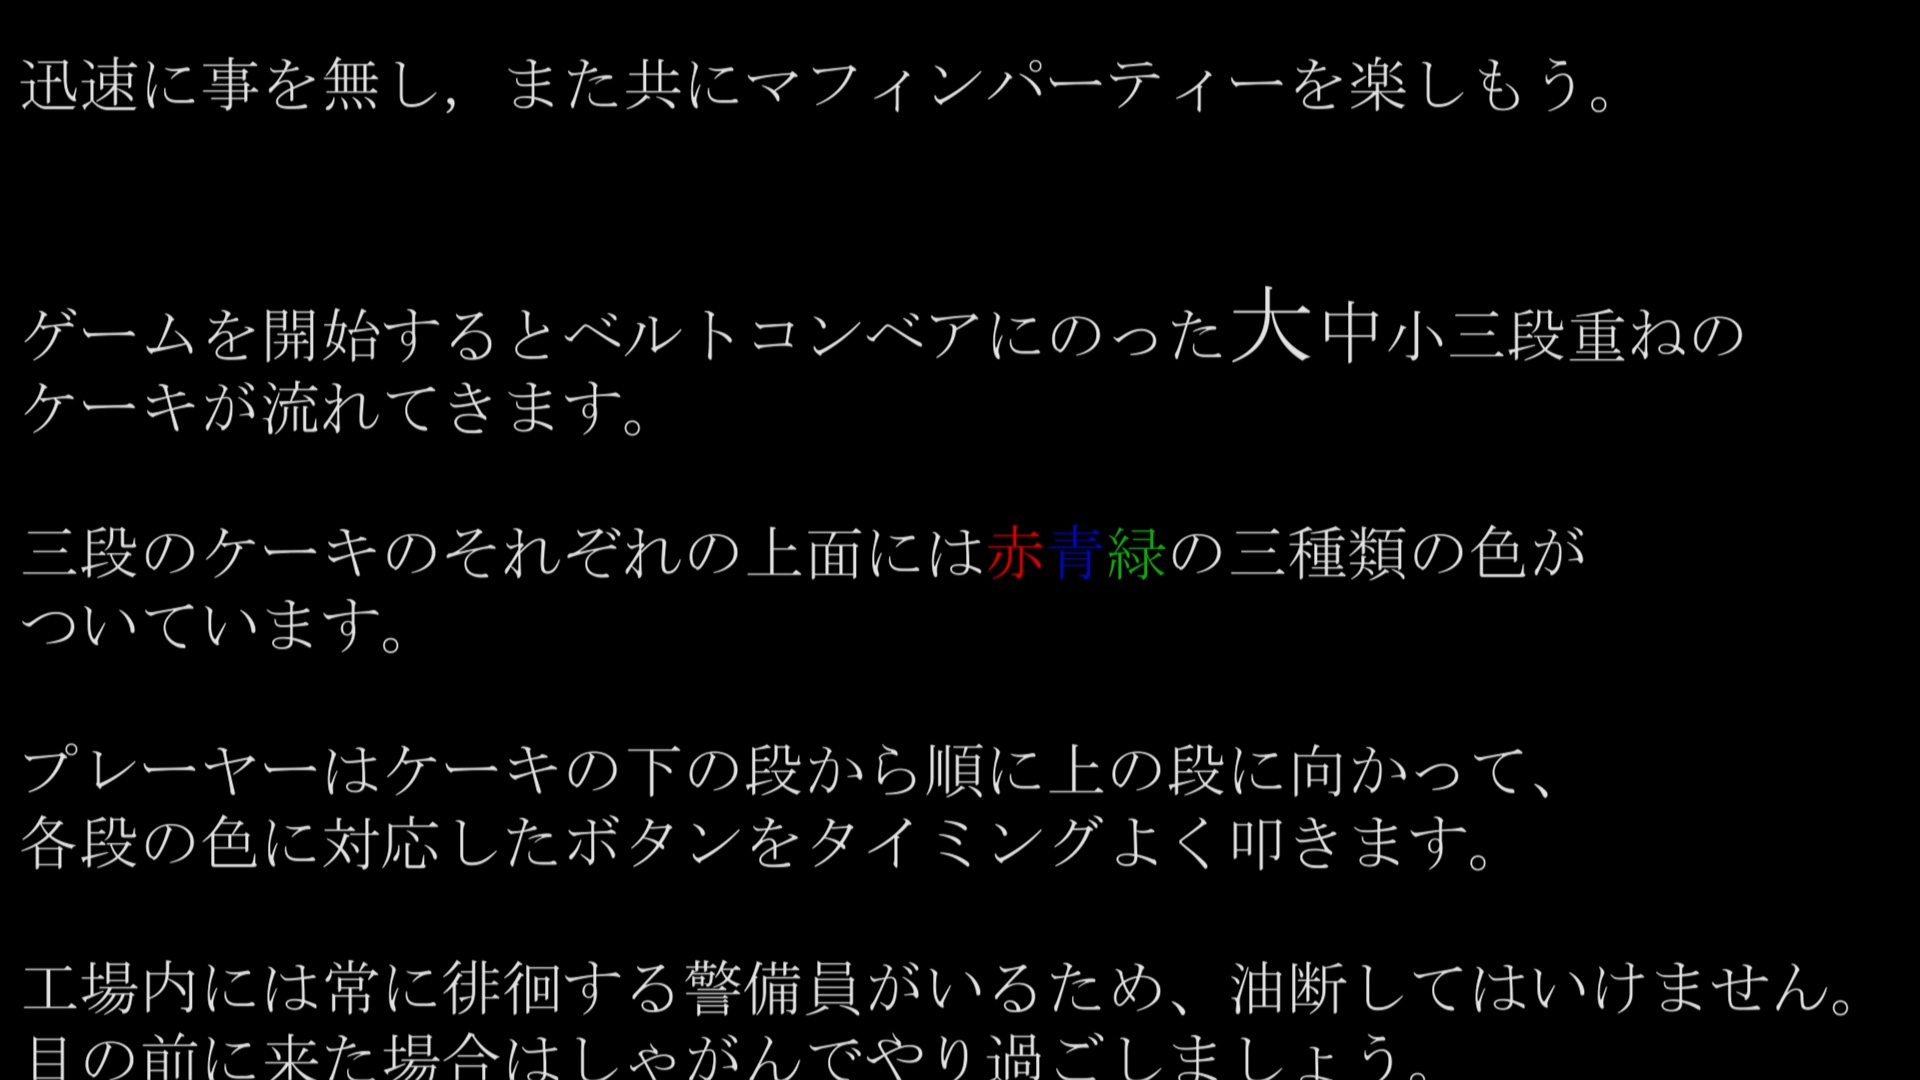 迅速に事を無し，また共にマフィンパーティーを楽しもう。
ゲームを開始するとベルトコンベアにのった大中小三段重ねの
ケーキが流れてきます。
三段のケーキのそれぞれの上面には赤青緑の三種類の色が
ついています。
プレーヤーはケーキの下の段から順に上の段に向かって、
各段の色に対応したボタンをタイミングよく叩きます。
工場内には常に徘徊する警備員がいるため、油断してはいけません。
目の前に来た場合はしゃがんでやり過ごしましょう。